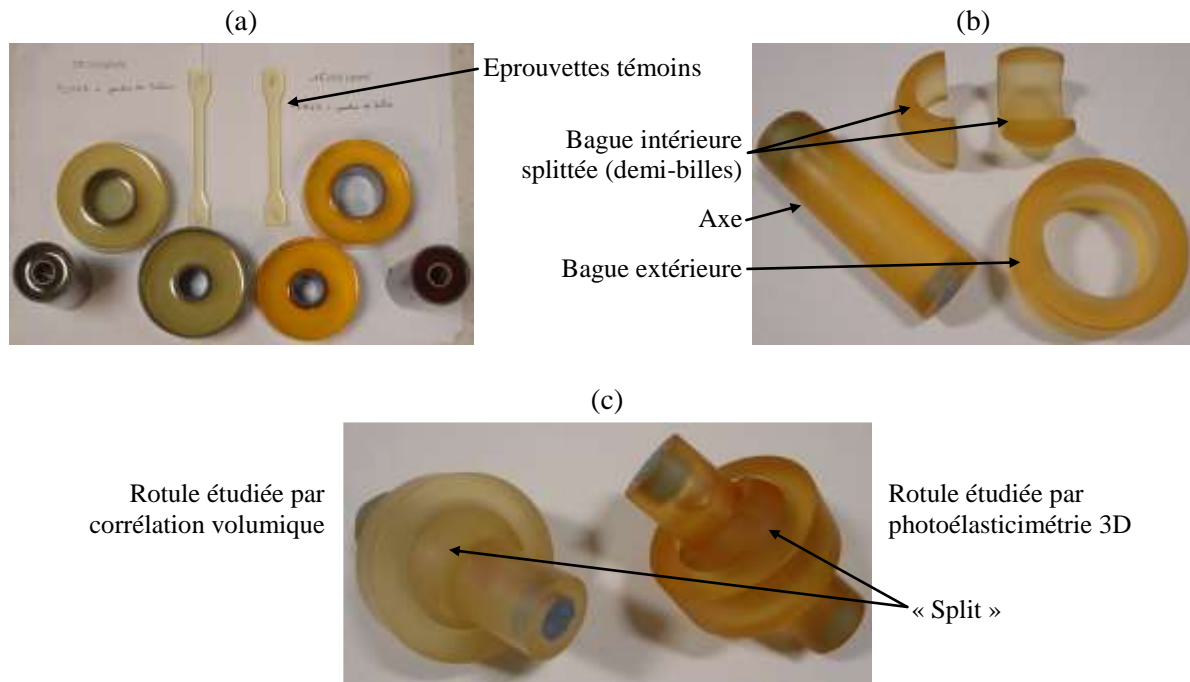 (a)
(b)
Eprouvettes témoins
Bague intérieure
splittée (demi-billes)
Axe
Bague extérieure
(c)
Rotule étudiée par
corrélation volumique
Rotule étudiée par
photoélasticimétrie 3D
« Split »